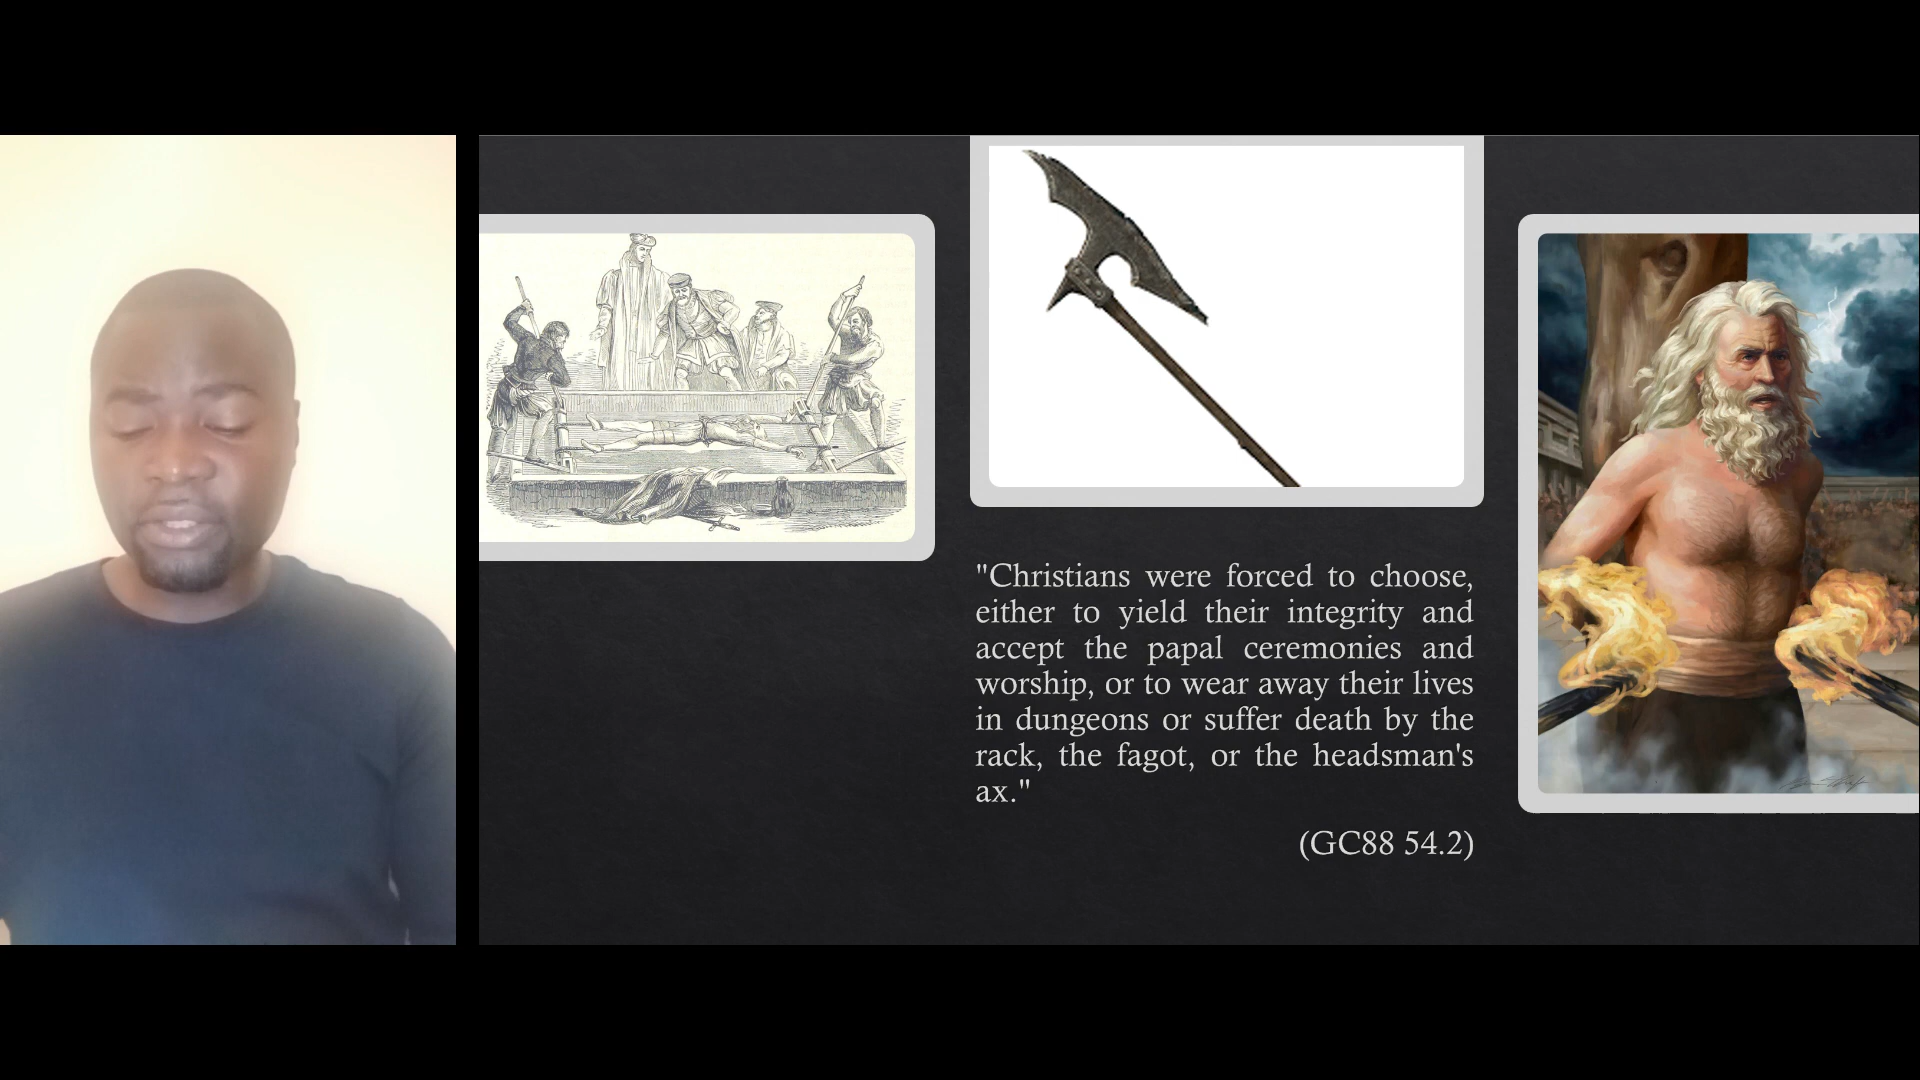 "Christians were forced to choose,
either to yield their integrity and
accept the papal ceremonies and
worship, or to wear away their lives
in dungeons or suffer death by the
rack, the fagot, or the headsman's
ax."
(GC88 54.2)